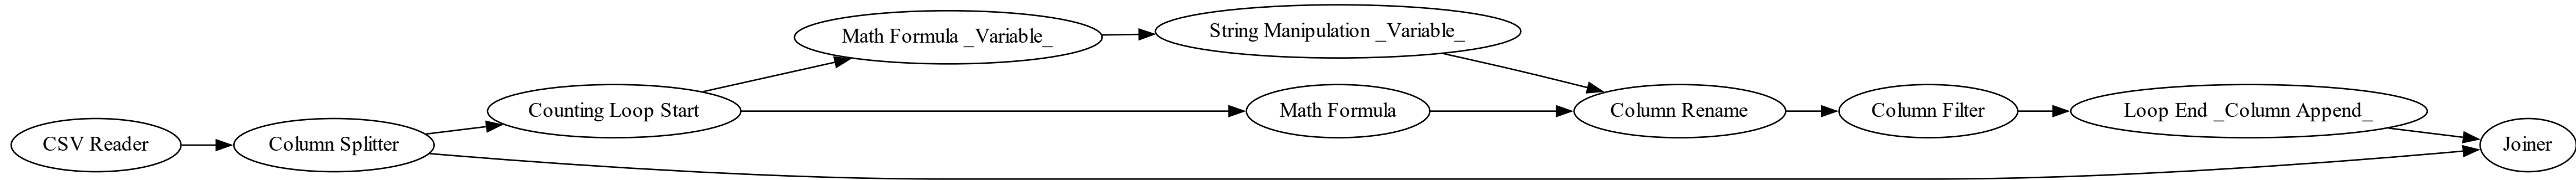 CSV Reader
Column Splitter
Counting Loop Start
Math Formula _Variable_
String Manipulation _Variable_
Math Formula
Column Rename
Column Filter
Loop End _Column Append_
Joiner